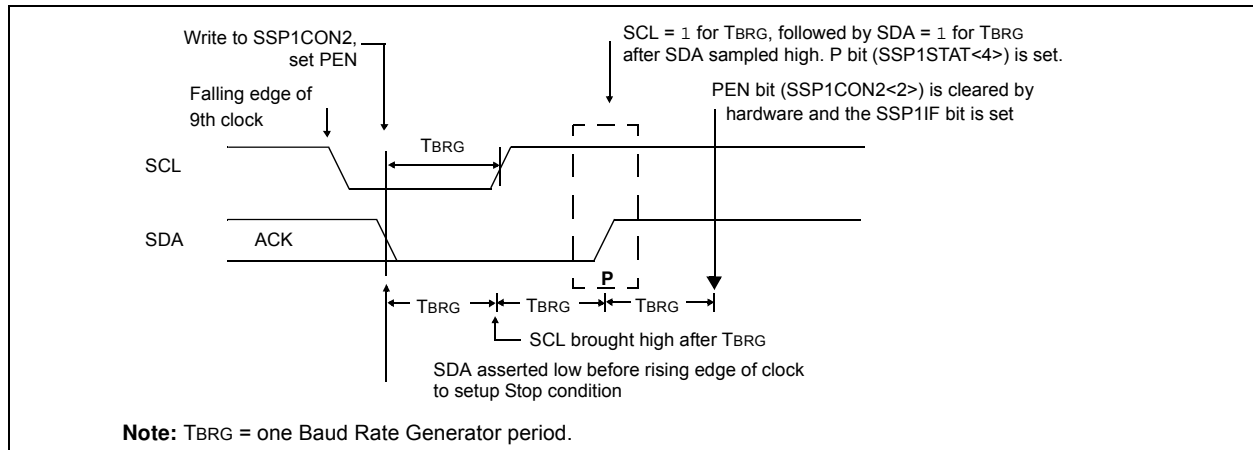 Write to SSP1CON2,
set PEN
SCL = 1 for TBRG, followed by SDA = 1 for TBRG
after SDA sampled high. P bit (SSP1STAT<4>) is set.
Falling edge of
9th clock
PEN bit (SSP1CON2<2>) is cleared by
hardware and the SSP1IF bit is set
TBRG
SCL
SDA
ACK
P
TBRG
TBRG
TBRG
SCL brought high after TBRG
SDA asserted low before rising edge of clock
to setup Stop condition
Note: TBRG = one Baud Rate Generator period.